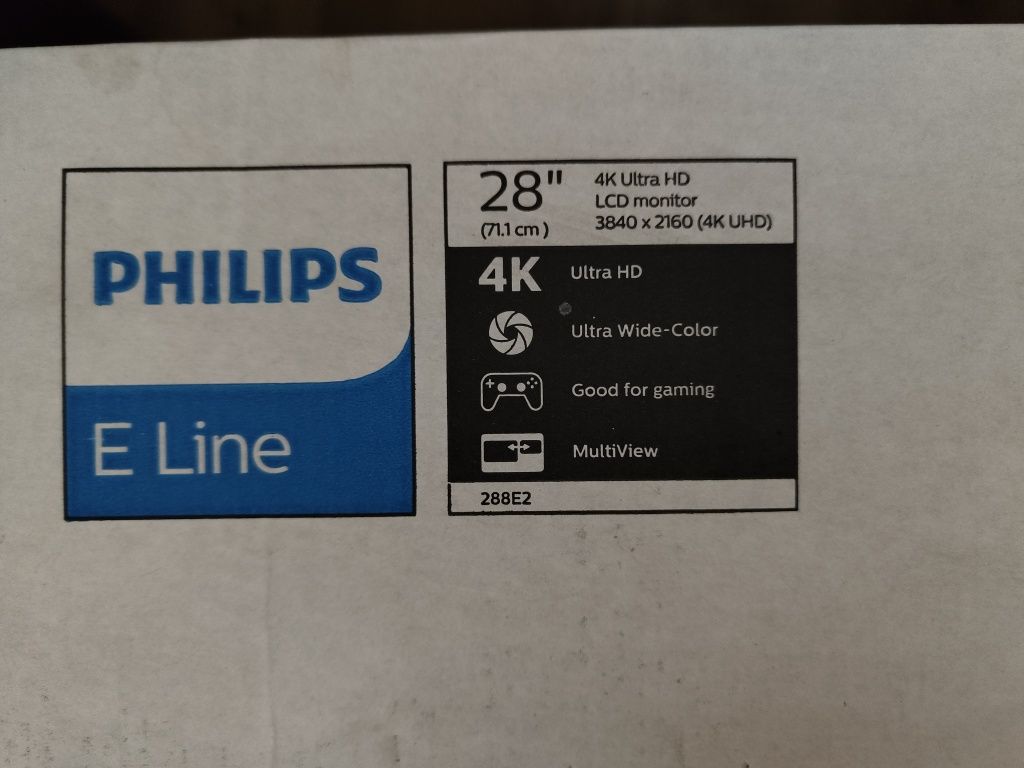 PHILIPS
E Line
28"
(71.1 cm )
4K Ultra HD
LCD monitor
3840 x 2160 (4K UHD)
4K Ultra HD
Ultra Wide-Color
Good for gaming
MultiView
288E2